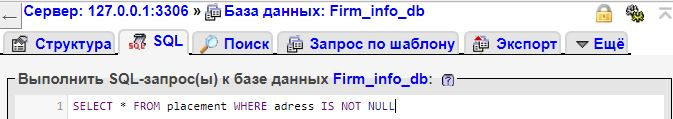 Сервер: 127.0.0.1:3306 » База данных: Firm_info_db
Структура SQL Поиск Запрос по шаблону Экспорт Ещё
Выполнить SQL-запрос(ы) к базе данных Firm_info_db:
1 SELECT * FROM placement WHERE adress IS NOT NULL